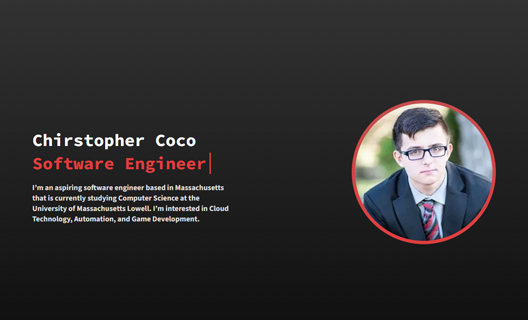 Chirstopher Coco
Software Engineer
I'm an aspiring software engineer based in Massachusetts
that is currently studying Computer Science at the
University of Massachusetts Lowell. I'm interested in Cloud
Technology, Automation, and Game Development.